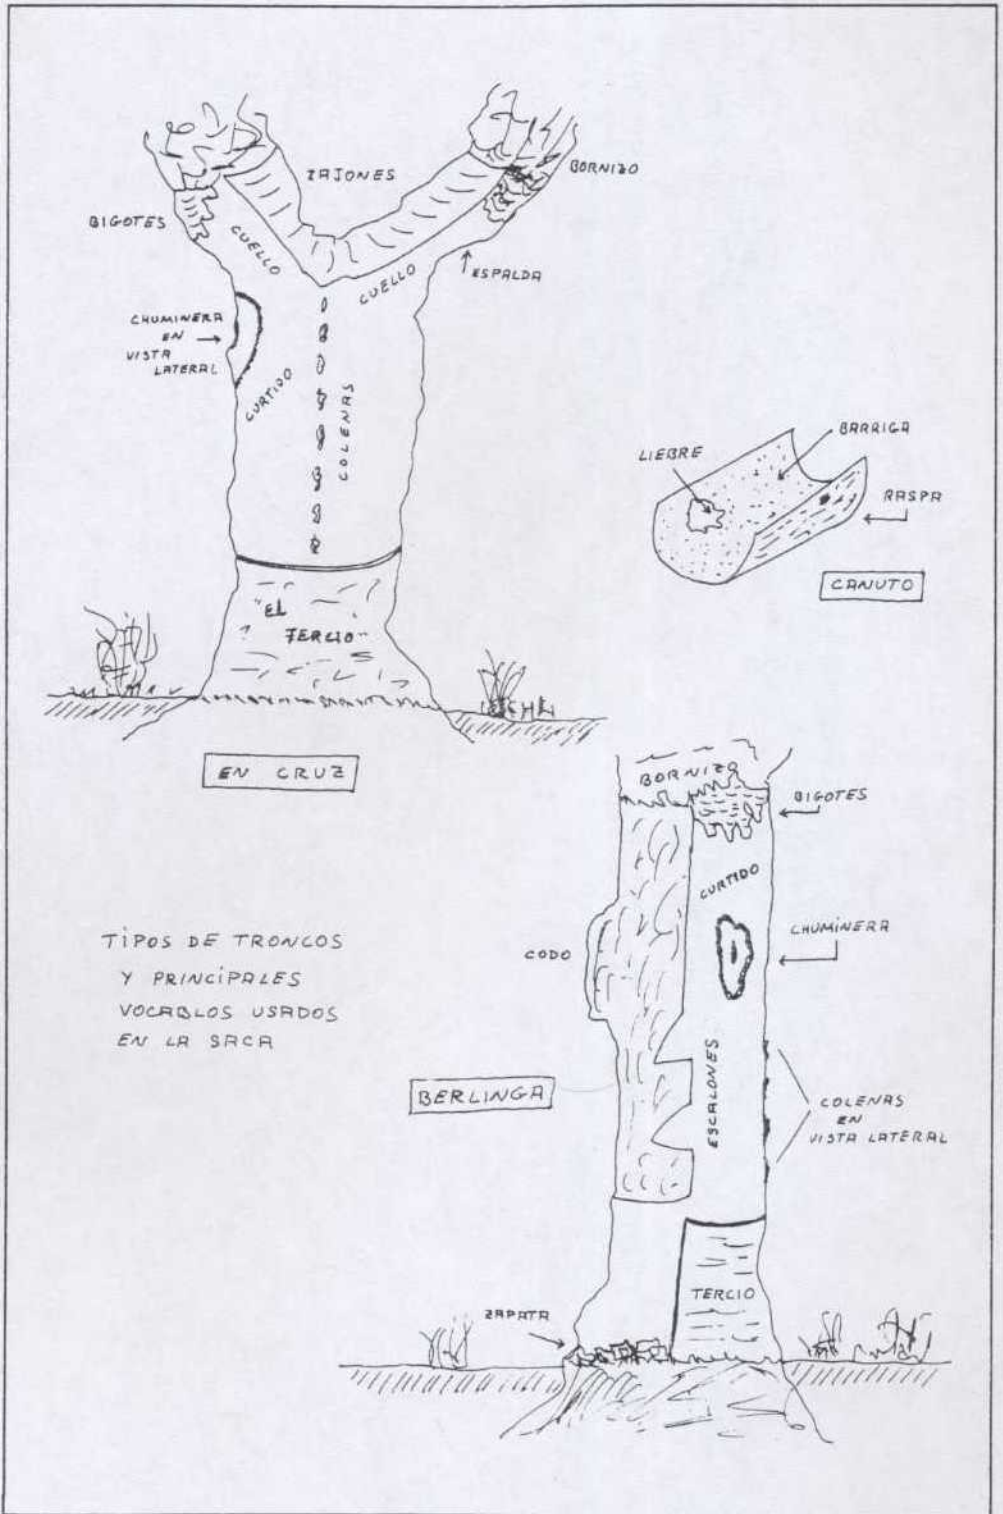 ZAJONES
BORNIZO
BIGOTES
CUELLO
CUELLO
ESPALDA
CHUMINERA
EN
VISTA
LATERAL
CURTIDO
COLENAS
"EL
TERCIO"
EN CRUZ
LIEBRE
BARRIGA
RASPA
CANUTO
TIPOS DE TRONCOS
Y PRINCIPALES
VOCABLOS USADOS
EN LA SACA
BORNIZO
BIGOTES
CURTIDO
CODO
CHUMINERA
ESCALONES
BERLINGA
COLENAS
EN
VISTA LATERAL
TERCIO
ZAPATA